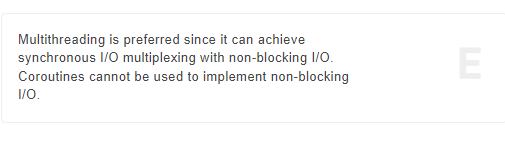 Multithreading is preferred since it can achieve
synchronous I/O multiplexing with non-blocking I/O.
Coroutines cannot be used to implement non-blocking
I/O.
E